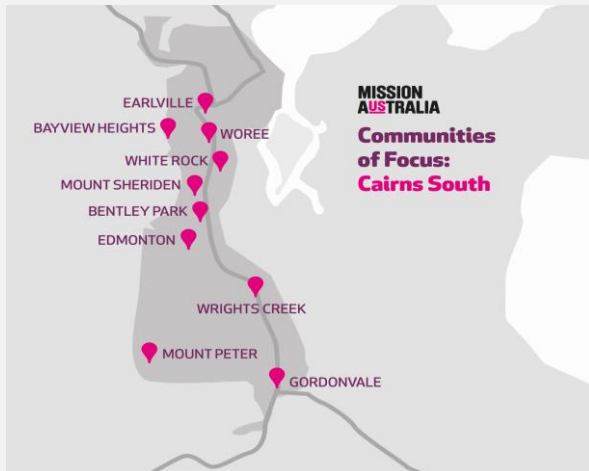 MISSION
AUSTRALIA
Communities
of Focus:
Cairns South
EARLVILLE
BAYVIEW HEIGHTS
WOREE
WHITE ROCK
MOUNT SHERIDEN
BENTLEY PARK
EDMONTON
WRIGHTS CREEK
MOUNT PETER
GORDONVALE